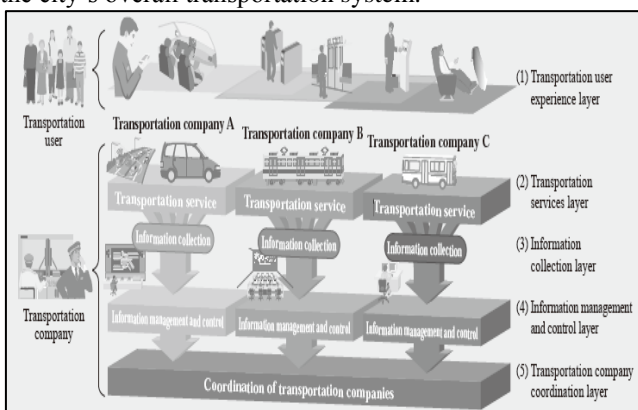 the city's overall transportation system.
Transportation
user
(1) Transportation user
experience layer
Transportation company A
Transportation company B
Transportation company C
Transportation service
Transportation service
Transportation service
(2) Transportation
services layer
Information collection
Information collection
Information collection
(3) Information
collection layer
Transportation
company
Information management and control
Information management and control
Information management and control
(4) Information management
and control layer
Coordination of transportation companies
(5) Transportation company
coordination layer